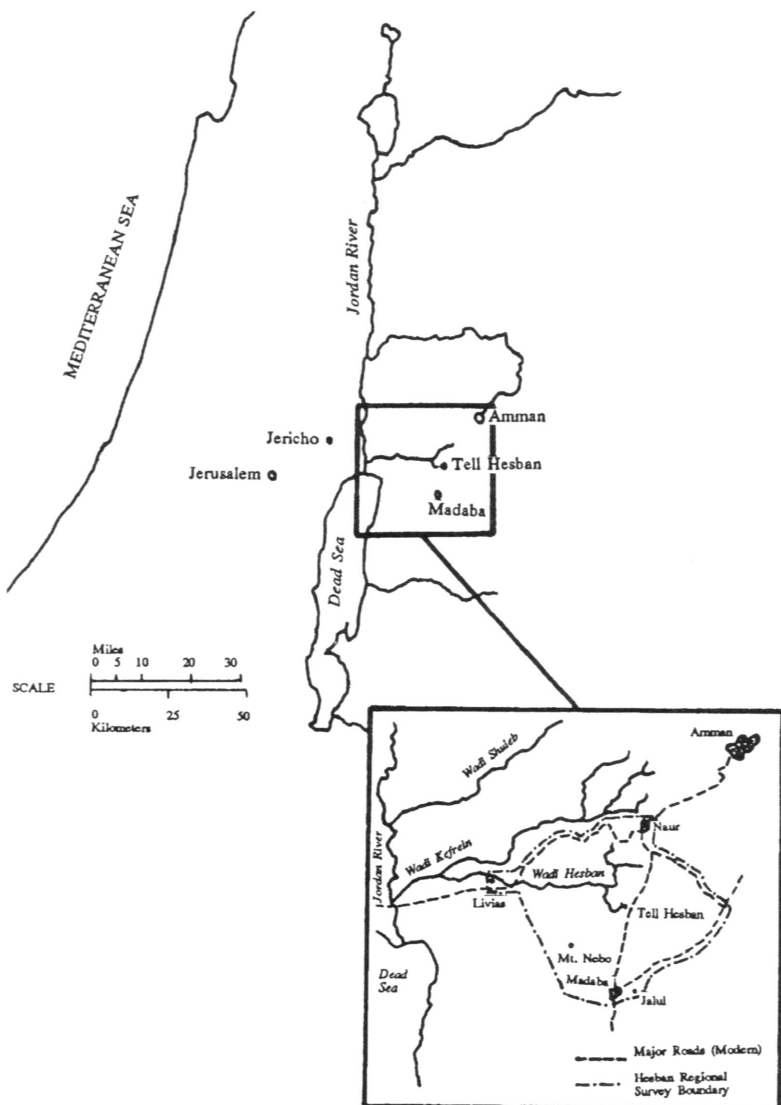 MEDITERRANEAN SEA
Jordan River
Amman
Jericho
Tell Hesban
Jerusalem
Madaba
Dead Sea
Miles
0 5 10 20 30
SCALE
0 25 50
Kilometers
Amman
Wadi Shuieb
Naur
Jordan River
Wadi Kefrein
Wadi Hesban
Livias
Tell Hesban
Mt. Nebo
Madaba
Jalul
Dead
Sea
Major Roads (Modern)
Hesban Regional
Survey Boundary